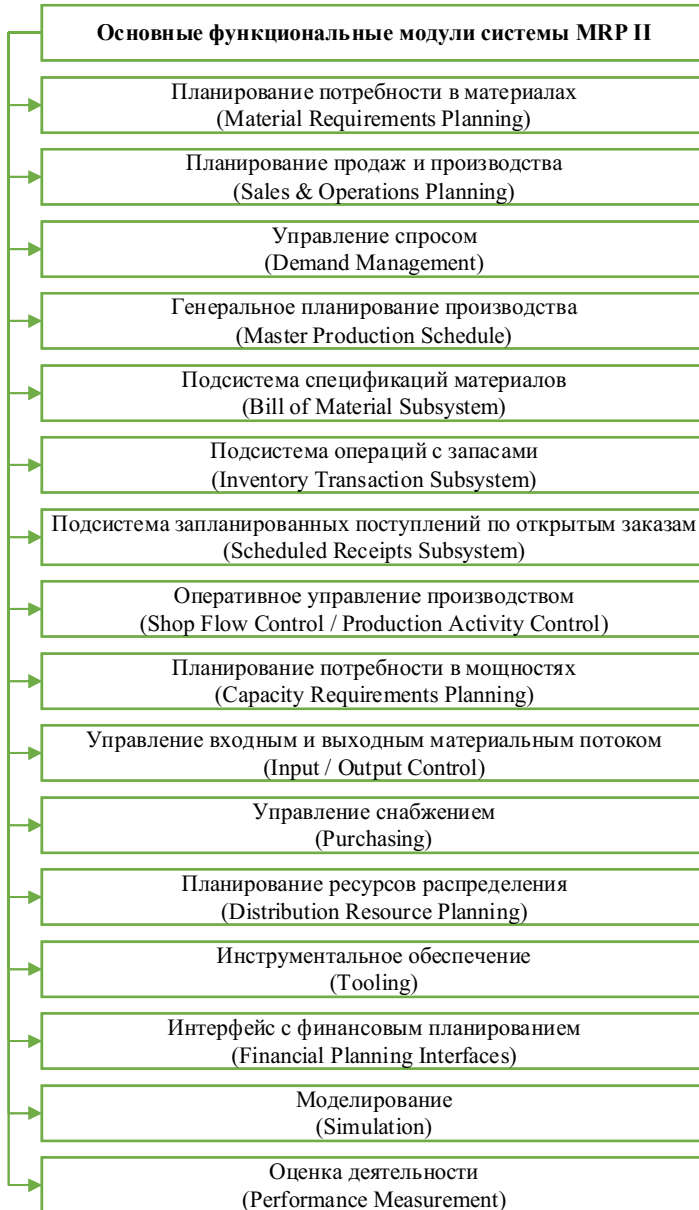 Основные функциональные модули системы MRP II
Планирование потребности в материалах
(Material Requirements Planning)
Планирование продаж и производства
(Sales & Operations Planning)
Управление спросом
(Demand Management)
Генеральное планирование производства
(Master Production Schedule)
Подсистема спецификаций материалов
(Bill of Material Subsystem)
Подсистема операций с запасами
(Inventory Transaction Subsystem)
Подсистема запланированных поступлений по открытым заказам
(Scheduled Receipts Subsystem)
Оперативное управление производством
(Shop Flow Control / Production Activity Control)
Планирование потребности в мощностях
(Capacity Requirements Planning)
Управление входным и выходным материальным потоком
(Input / Output Control)
Управление снабжением
(Purchasing)
Планирование ресурсов распределения
(Distribution Resource Planning)
Инструментальное обеспечение
(Tooling)
Интерфейс с финансовым планированием
(Financial Planning Interfaces)
Моделирование
(Simulation)
Оценка деятельности
(Performance Measurement)